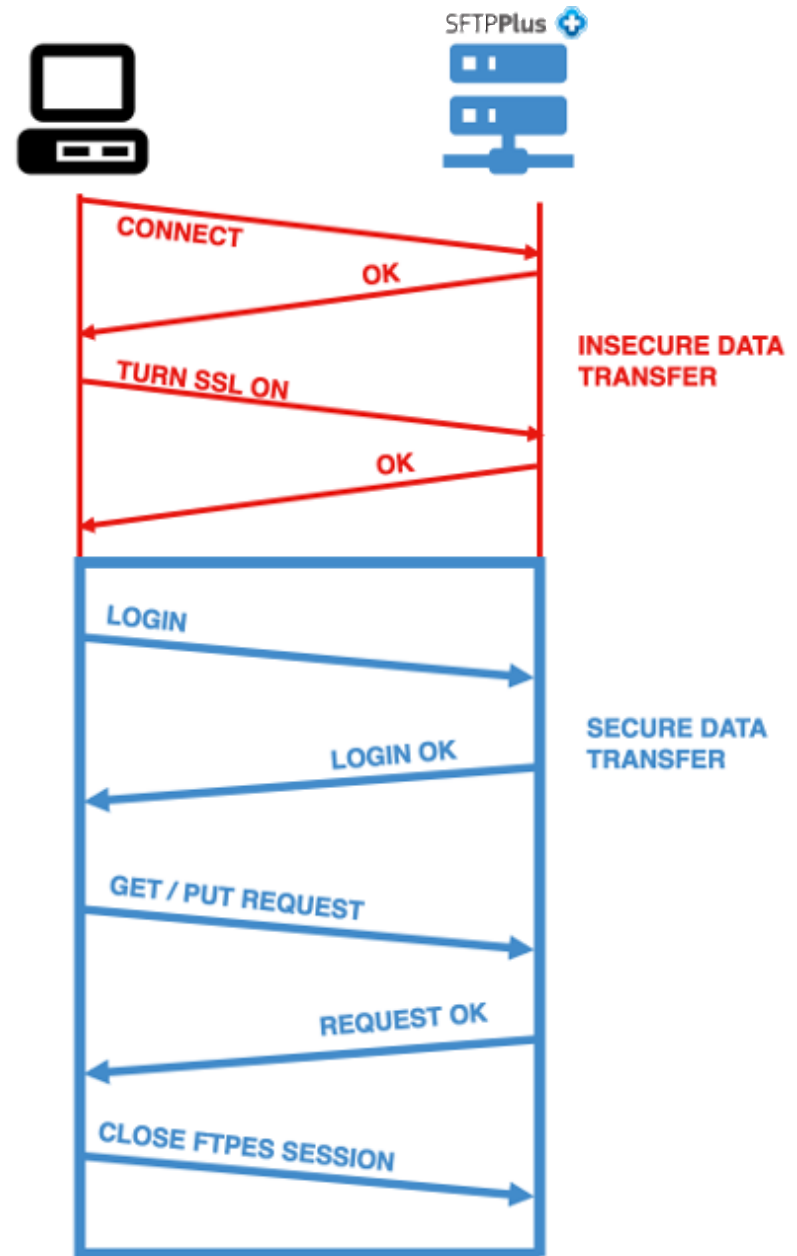 SFTPPlus
CONNECT
OK
INSECURE DATA
TRANSFER
TURN SSL ON
OK
LOGIN
SECURE DATA
TRANSFER
LOGIN OK
GET / PUT REQUEST
REQUEST OK
CLOSE FTPES SESSION